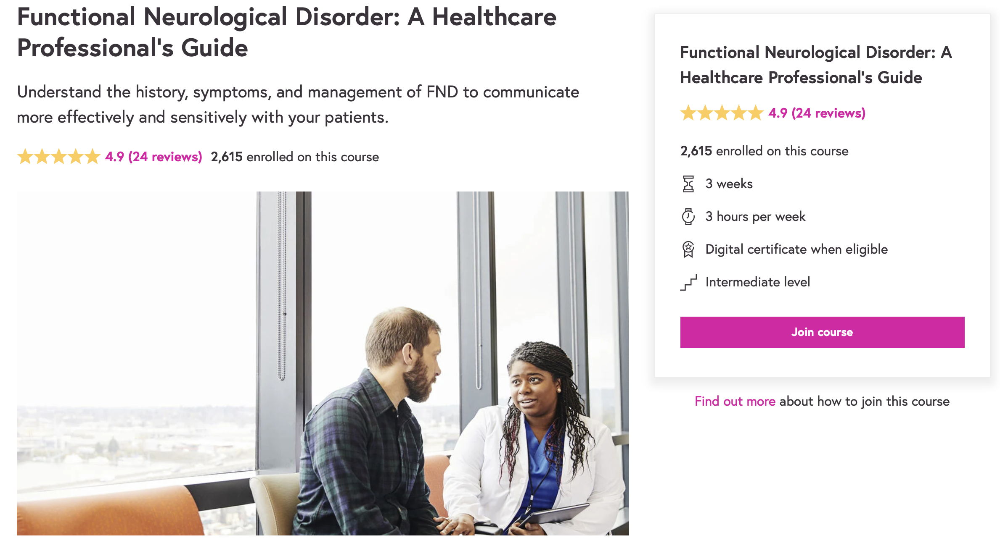 Functional Neurological Disorder: A Healthcare
Professional's Guide
Understand the history, symptoms, and management of FND to communicate
more effectively and sensitively with your patients.
4.9 (24 reviews) 2,615 enrolled on this course
Functional Neurological Disorder: A
Healthcare Professional's Guide
4.9 (24 reviews)
2,615 enrolled on this course
3 weeks
3 hours per week
Digital certificate when eligible
Intermediate level
Join course
Find out more about how to join this course